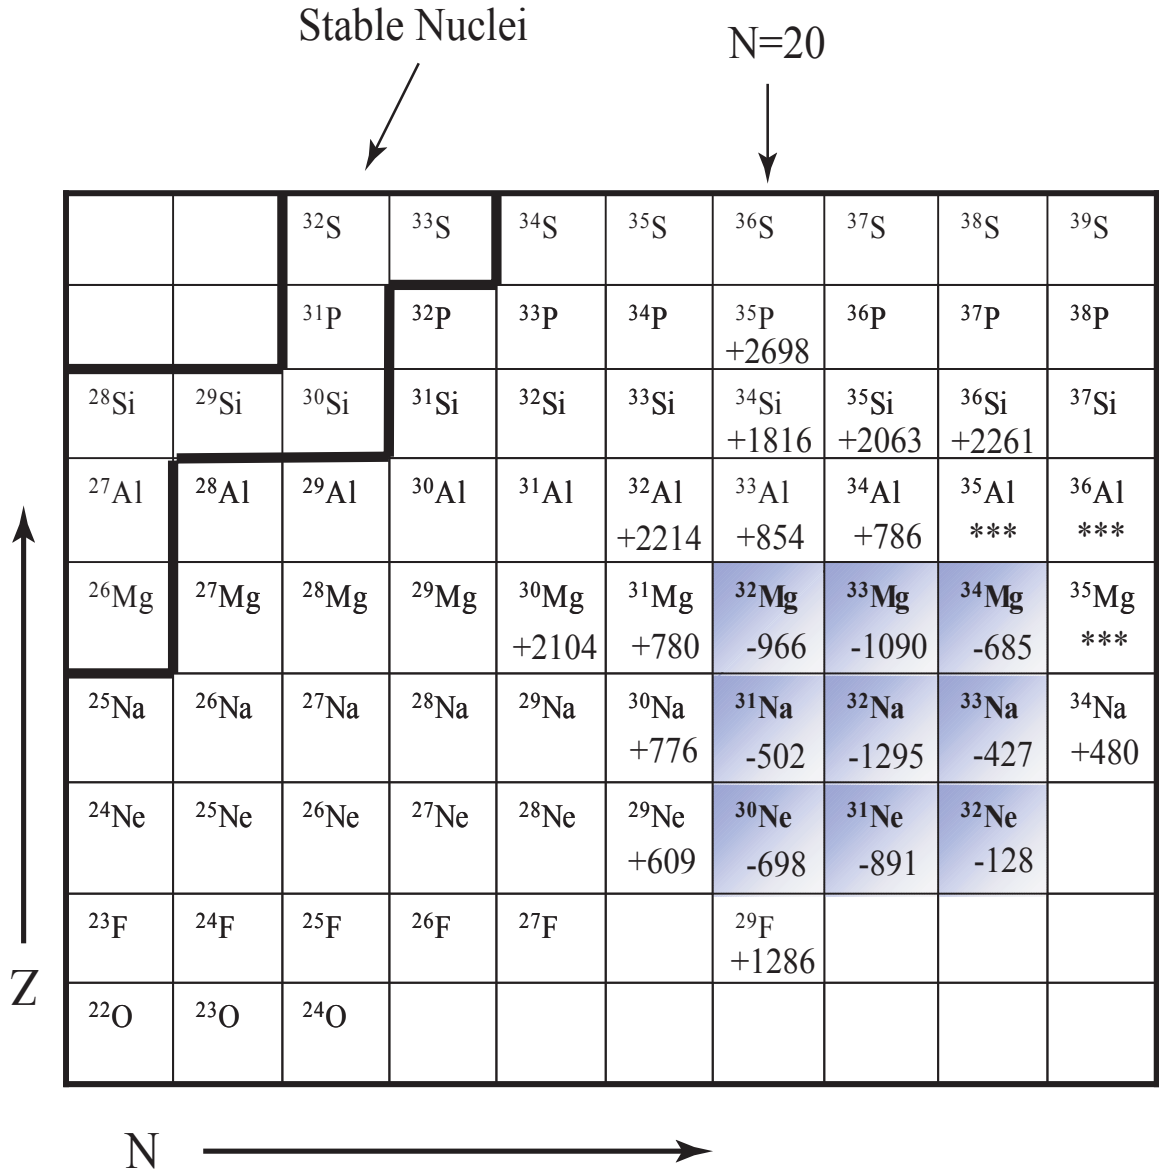 Stable Nuclei
N=20
³²S ³³S ³⁴S ³⁵S ³⁶S ³⁷S ³⁸S ³⁹S
³¹P ³²P ³³P ³⁴P ³⁵P ³⁶P ³⁷P ³⁸P
+2698
²⁸Si ²⁹Si ³⁰Si ³¹Si ³²Si ³³Si ³⁴Si ³⁵Si ³⁶Si ³⁷Si
+1816 +2063 +2261
²⁷Al ²⁸Al ²⁹Al ³⁰Al ³¹Al ³²Al ³³Al ³⁴Al ³⁵Al ³⁶Al
+2214 +854 +786 *** ***
²⁶Mg ²⁷Mg ²⁸Mg ²⁹Mg ³⁰Mg ³¹Mg ³²Mg ³³Mg ³⁴Mg ³⁵Mg
+2104 +780 -966 -1090 -685 ***
²⁵Na ²⁶Na ²⁷Na ²⁸Na ²⁹Na ³⁰Na ³¹Na ³²Na ³³Na ³⁴Na
+776 -502 -1295 -427 +480
²⁴Ne ²⁵Ne ²⁶Ne ²⁷Ne ²⁸Ne ²⁹Ne ³⁰Ne ³¹Ne ³²Ne
+609 -698 -891 -128
²³F ²⁴F ²⁵F ²⁶F ²⁷F ²⁹F
+1286
Z
²²O ²³O ²⁴O
N